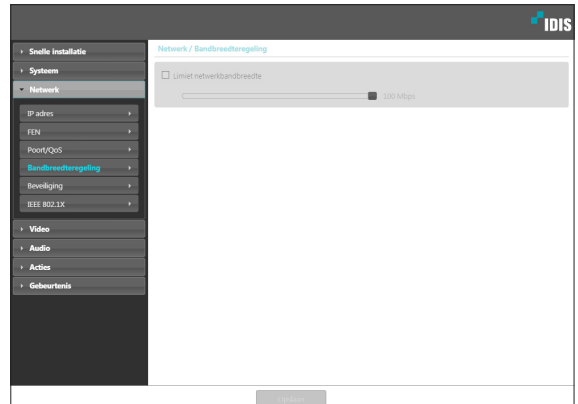 IDIS
Snelle installatie
Systeem
Netwerk
IP adres
FEN
Poort/QoS
Bandbreedteregeling
Beveiliging
IEEE 802.1X
Video
Audio
Acties
Gebeurtenis
Netwerk / Bandbreedteregeling
Limiet netwerkbandbreedte
100 Mbps